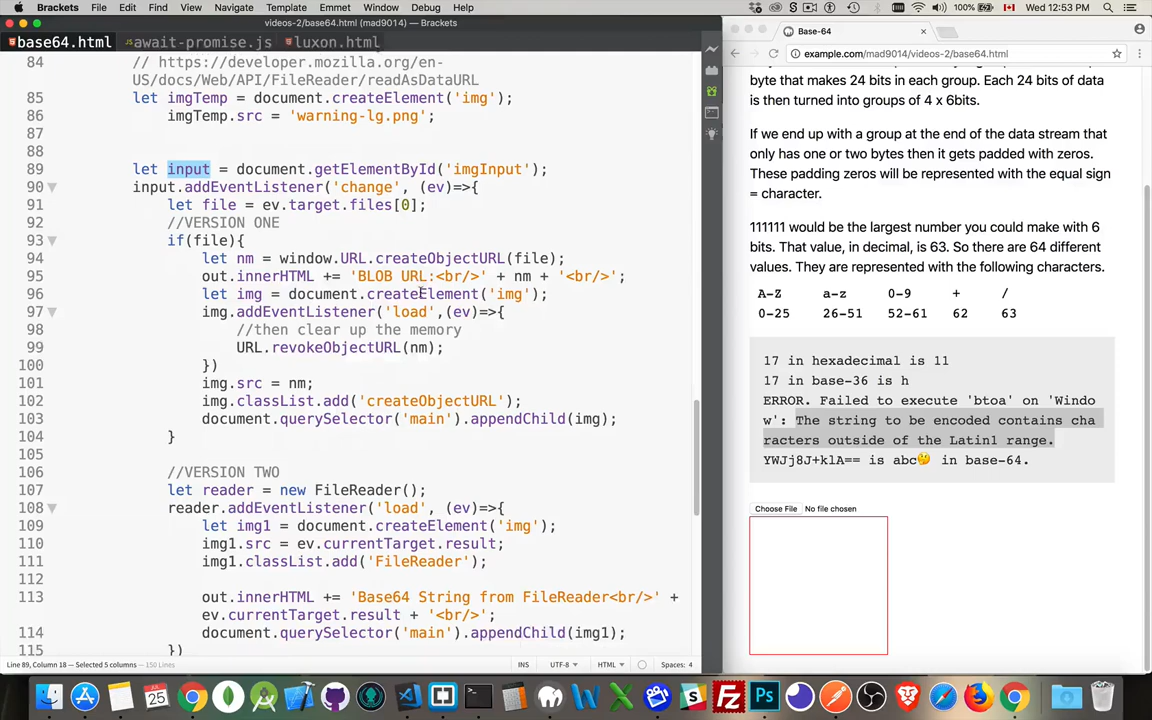 Brackets File Edit Find View Navigate Debug Emmet Window Help 100% Wed 12:53 PM
videos-2/base64.html (mad9014) — Brackets
base64.html await-promise.js luxon.html
84 // https://developer.mozilla.org/en-
US/docs/Web/API/FileReader/readAsDataURL
85 let imgTemp = document.createElement('img');
86 imgTemp.src = 'warning-lg.png';
87
88
89 let input = document.getElementById('imgInput');
90 input.addEventListener('change', (ev)=>{
91 let file = ev.target.files[0];
92 //VERSION ONE
93 if(file){
94 let nm = window.URL.createObjectURL(file);
95 out.innerHTML += 'BLOB URL:<br/>' + nm + '<br/>';
96 let img = document.createElement('img');
97 img.addEventListener('load',(ev)=>{
98 //then clear up the memory
99 URL.revokeObjectURL(nm);
100 })
101 img.src = nm;
102 img.classList.add('createObjectURL');
103 document.querySelector('main').appendChild(img);
104 }
105
106 //VERSION TWO
107 let reader = new FileReader();
108 reader.addEventListener('load', (ev)=>{
109 let img1 = document.createElement('img');
110 img1.src = ev.currentTarget.result;
111 img1.classList.add('FileReader');
112
113 out.innerHTML += 'Base64 String from FileReader<br/>' +
ev.currentTarget.result + '<br/>';
114 document.querySelector('main').appendChild(img1);
115 })
Line 89, Column 18 — Selected 5 columns — 150 Lines INS UTF-8 HTML Spaces: 4
Base-64
example.com/mad9014/videos-2/base64.html
byte that makes 24 bits in each group. Each 24 bits of data
is then turned into groups of 4 x 6bits.
If we end up with a group at the end of the data stream that
only has one or two bytes then it gets padded with zeros.
These padding zeros will be represented with the equal sign
= character.
111111 would be the largest number you could make with 6
bits. That value, in decimal, is 63. So there are 64 different
values. They are represented with the following characters.
A-Z a-z 0-9 + /
0-25 26-51 52-61 62 63
17 in hexadecimal is 11
17 in base-36 is h
ERROR. Failed to execute 'btoa' on 'Windo
w': The string to be encoded contains cha
racters outside of the Latin1 range.
YWJj8J+klA== is abc🤔 in base-64.
Choose File No file chosen